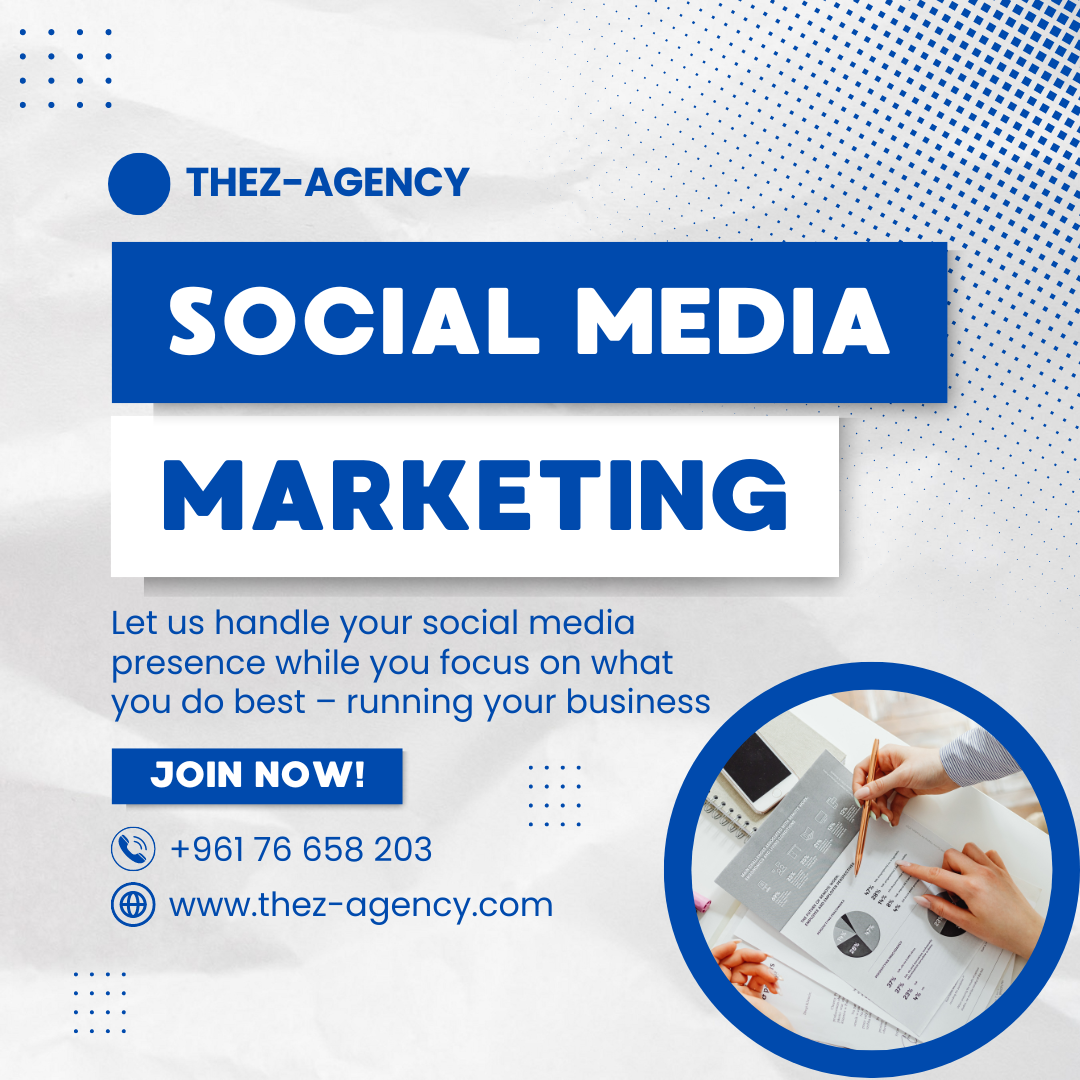 THEZ-AGENCY
SOCIAL MEDIA
MARKETING
Let us handle your social media
presence while you focus on what
you do best – running your business
JOIN NOW!
+961 76 658 203
www.thez-agency.com